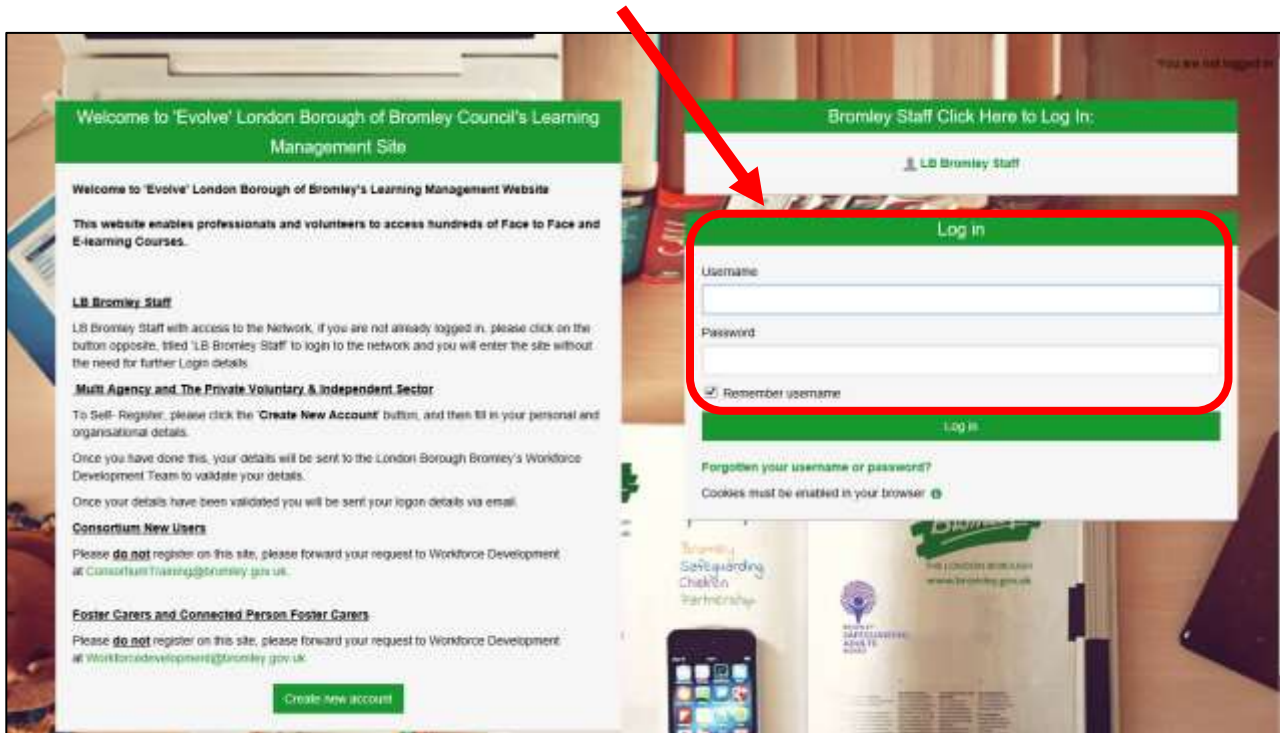 You are not logged in
Welcome to 'Evolve' London Borough of Bromley Council's Learning
Management Site
Welcome to 'Evolve' London Borough of Bromley's Learning Management Website
This website enables professionals and volunteers to access hundreds of Face to Face and
E-learning Courses.
LB Bromley Staff
LB Bromley Staff with access to the Network, if you are not already logged in, please click on the
button opposite, titled 'LB Bromley Staff' to login to the network and you will enter the site without
the need for further Login details
Multi Agency and The Private Voluntary & Independent Sector
To Self- Register, please click the 'Create New Account' button, and then fill in your personal and
organisational details.
Once you have done this, your details will be sent to the London Borough Bromley's Workforce
Development Team to validate your details.
Once your details have been validated you will be sent your logon details via email.
Consortium New Users
Please do not register on this site, please forward your request to Workforce Development
at ConsortiumTraining@bromley.gov.uk.
Foster Carers and Connected Person Foster Carers
Please do not register on this site, please forward your request to Workforce Development
at Workforcedevelopment@bromley.gov.uk
Create new account
Bromley Staff Click Here to Log In:
LB Bromley Staff
Log in
Username
Password
Remember username
Log in
Forgotten your username or password?
Cookies must be enabled in your browser
Bromley
Safeguarding
Children
Partnership
Bromley
THE LONDON BOROUGH
www.bromley.gov.uk
BROMLEY
SAFEGUARDING
ADULTS
BOARD